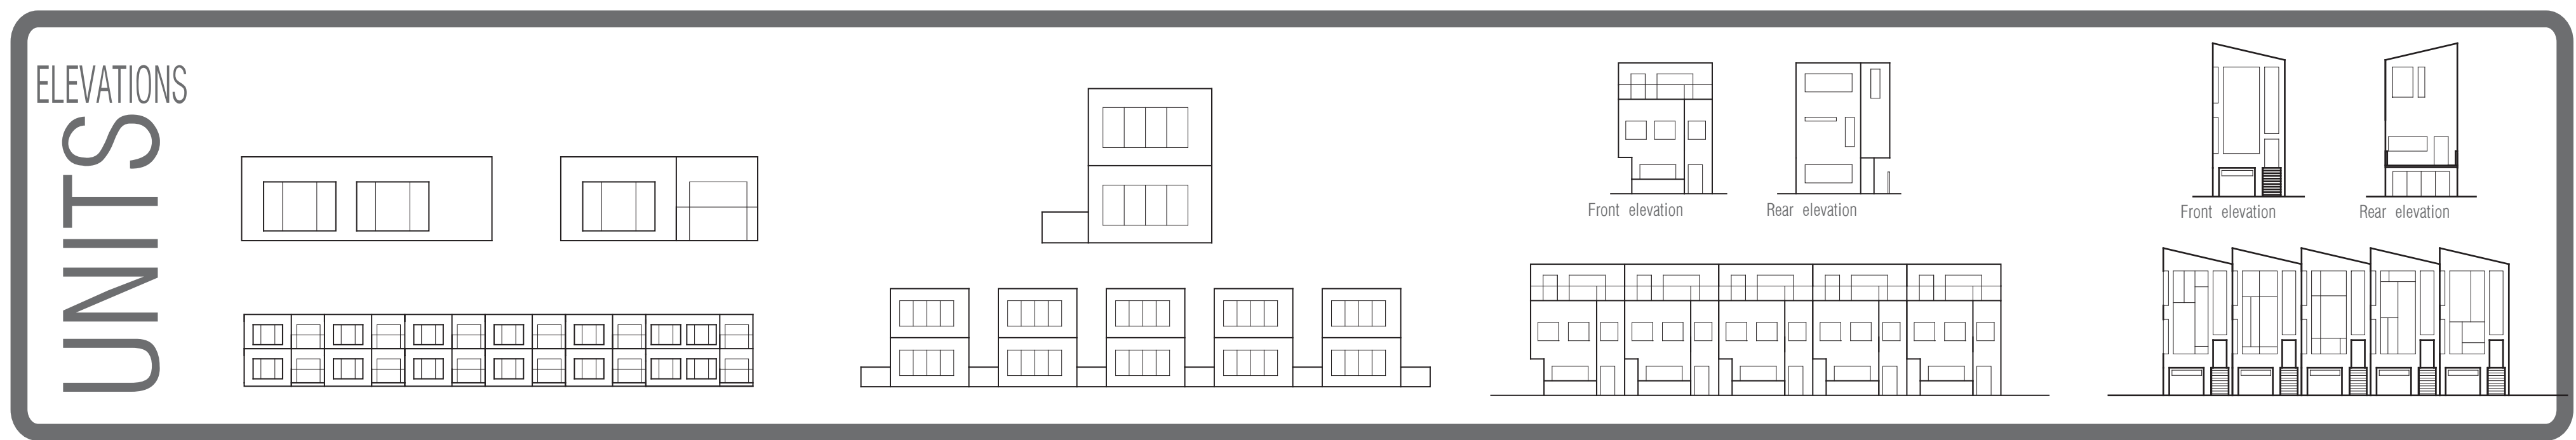 ELEVATIONS
UNITS
Front elevation
Rear elevation
Front elevation
Rear elevation